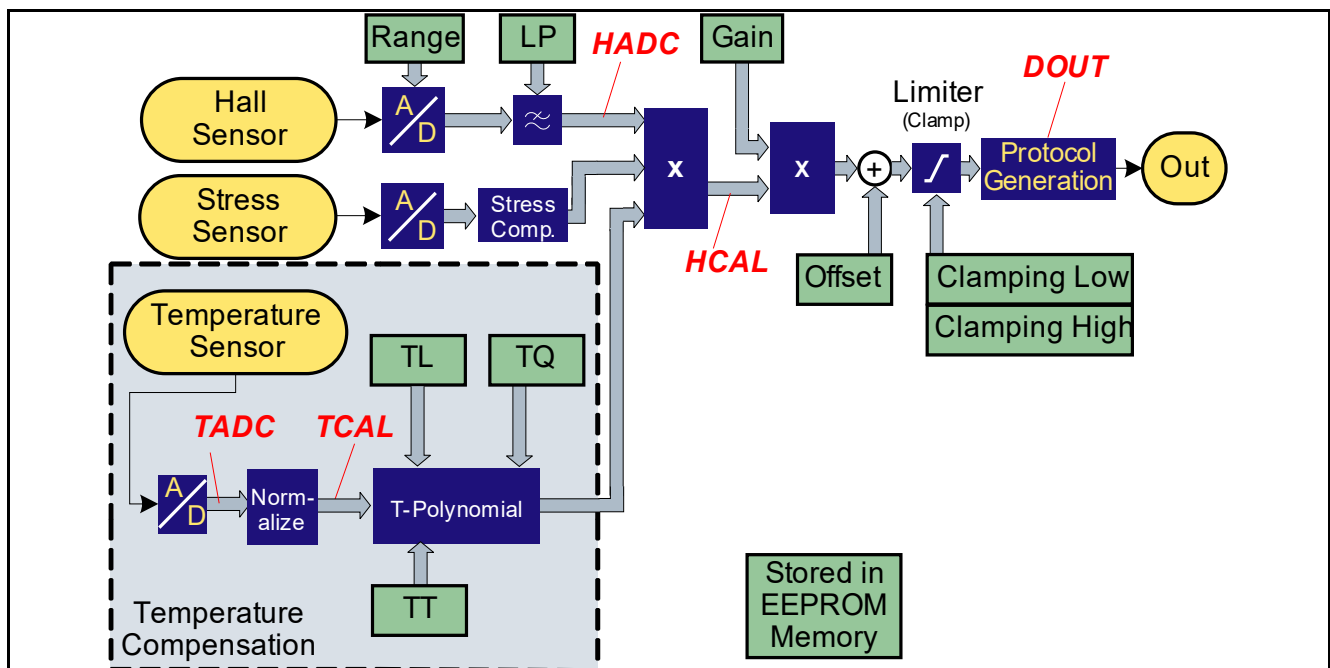 Range
LP
HADC
Gain
DOUT
Hall
Sensor
A
D
Limiter
(Clamp)
X
X
+
Protocol
Generation
Out
Stress
Sensor
A
D
Stress
Comp.
HCAL
Offset
Clamping Low
Clamping High
Temperature
Sensor
TL
TQ
TADC
TCAL
A
D
Norm-
alize
T-Polynomial
TT
Temperature
Compensation
Stored in
EEPROM
Memory